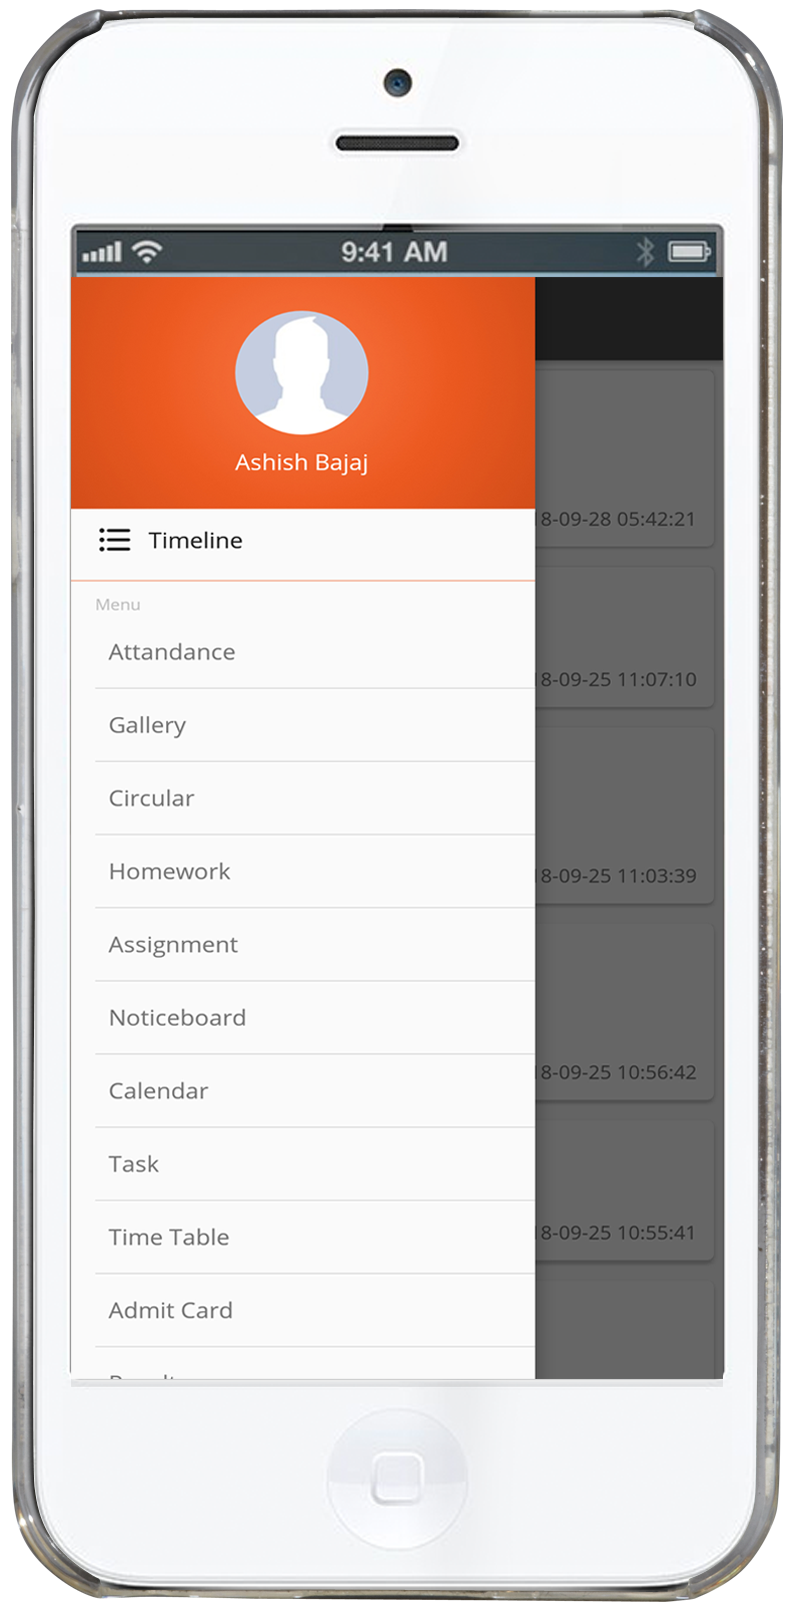 9:41 AM
Ashish Bajaj
Timeline
Menu
Attandance
Gallery
Circular
Homework
Assignment
Noticeboard
Calendar
Task
Time Table
Admit Card
8-09-28 05:42:21
8-09-25 11:07:10
8-09-25 11:03:39
8-09-25 10:56:42
8-09-25 10:55:41